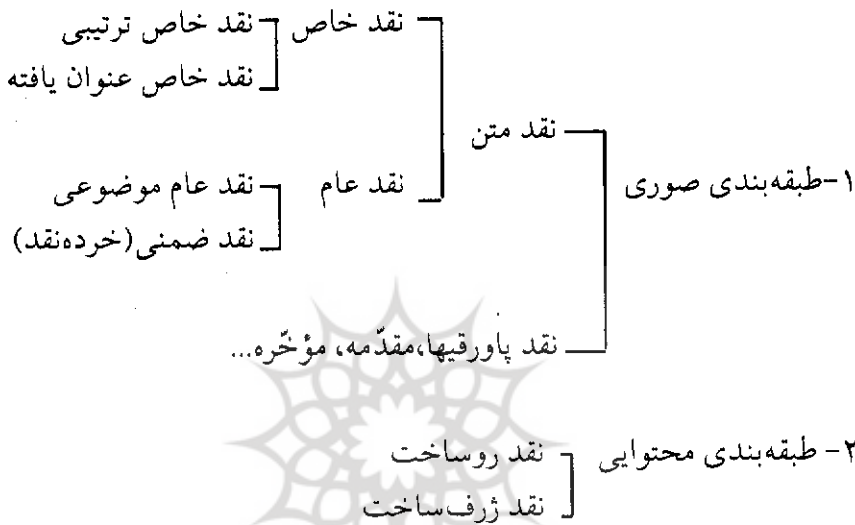 نقد خاص نقد خاص ترتیبی
نقد خاص عنوان یافته
نقد متن
۱-طبقه‌بندی صوری
نقد عام نقد عام موضوعی
نقد ضمنی(خرده‌نقد)
نقد پاورقیها،مقدّمه، مؤخّره...
۲- طبقه‌بندی محتوایی نقد روساخت
نقد ژرف‌ساخت